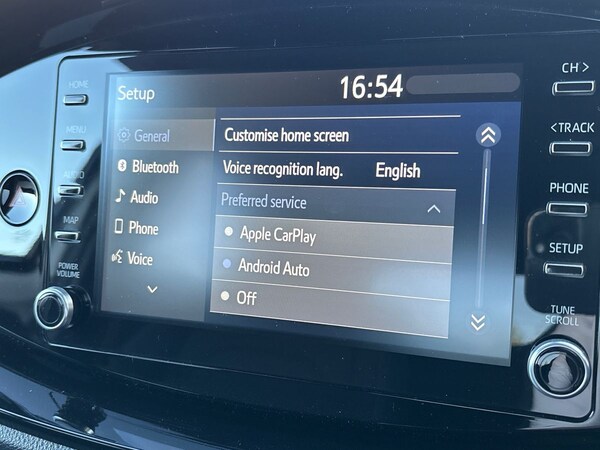 Setup
16:54
General
Bluetooth
Audio
Phone
Voice
Customise home screen
Voice recognition lang. English
Preferred service
Apple CarPlay
Android Auto
Off
HOME
MENU
AUDIO
MAP
POWER
VOLUME
CH >
< TRACK
PHONE
SETUP
TUNE
SCROLL